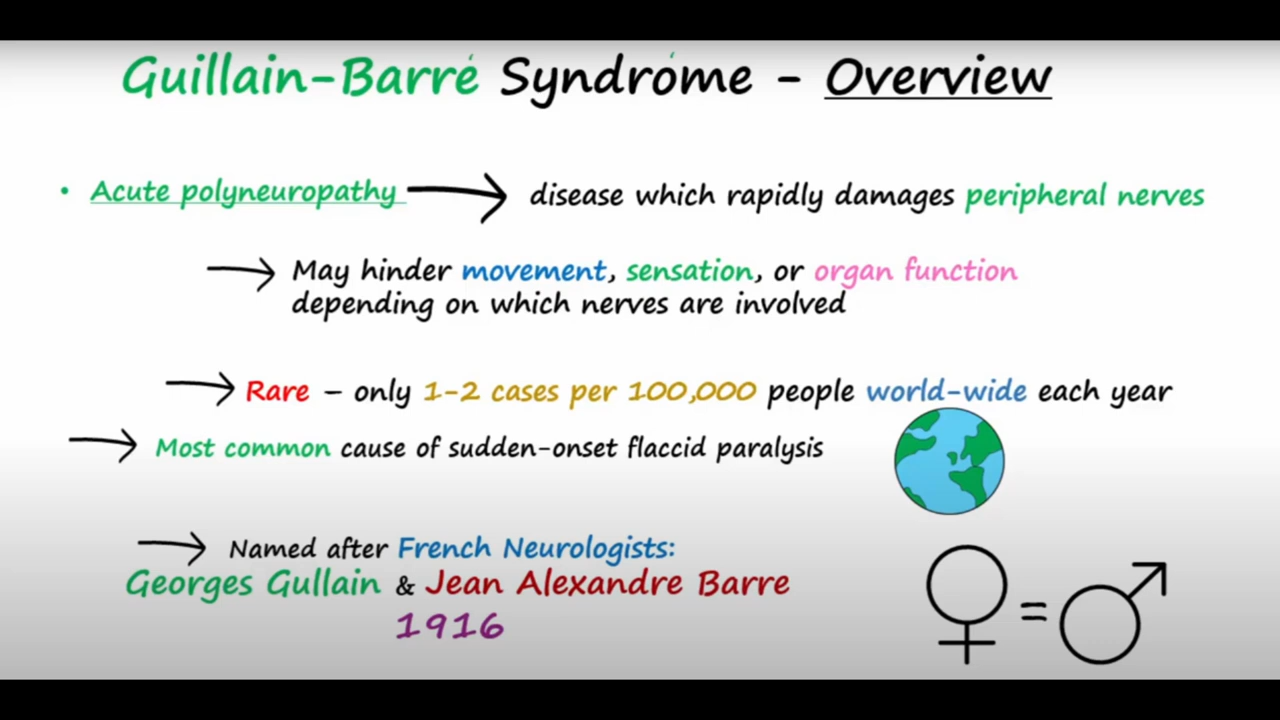 Guillain-Barré Syndróme - Overview
• Acute polyneuropathy → disease which rapidly damages peripheral nerves
→ May hinder movement, sensation, or organ function
depending on which nerves are involved
→ Rare – only 1-2 cases per 100,000 people world-wide each year
→ Most common cause of sudden-onset flaccid paralysis
→ Named after French Neurologists:
Georges Gullain & Jean Alexandre Barre
1916
♀ = ♂